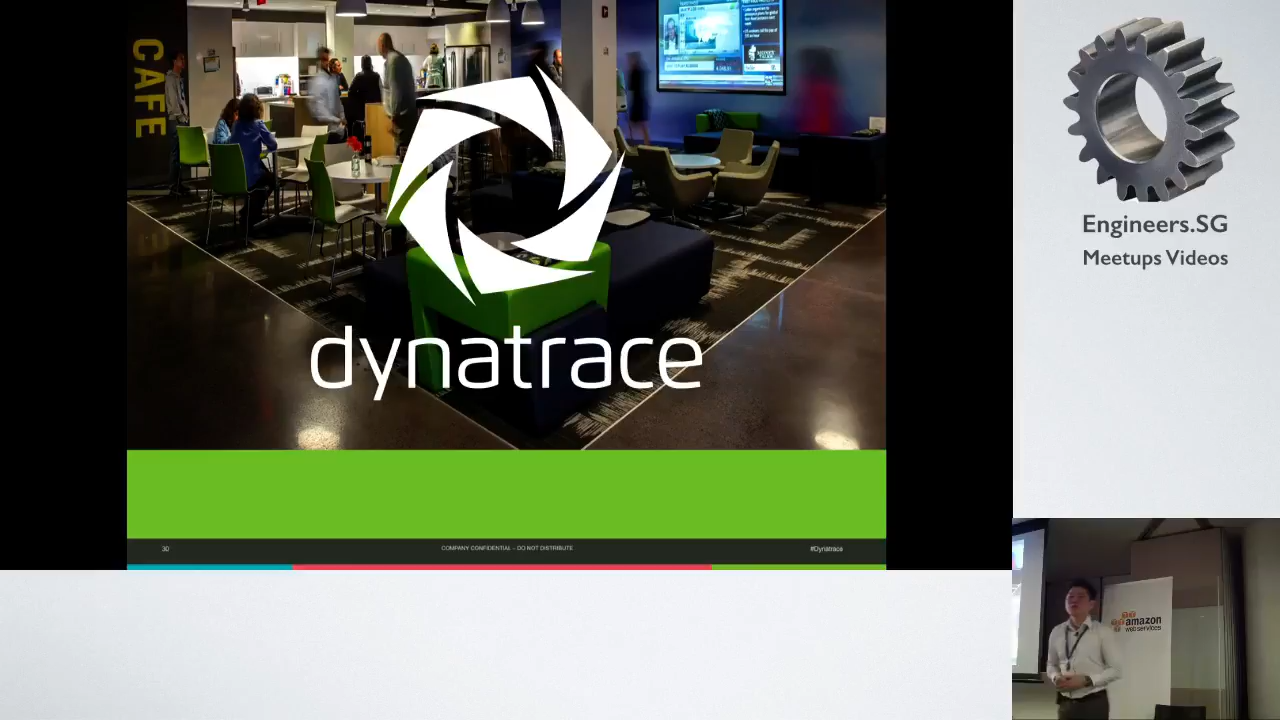 CAFE
dynatrace
30
COMPANY CONFIDENTIAL – DO NOT DISTRIBUTE
#Dynatrace
Engineers.SG
Meetups Videos
amazon
web services